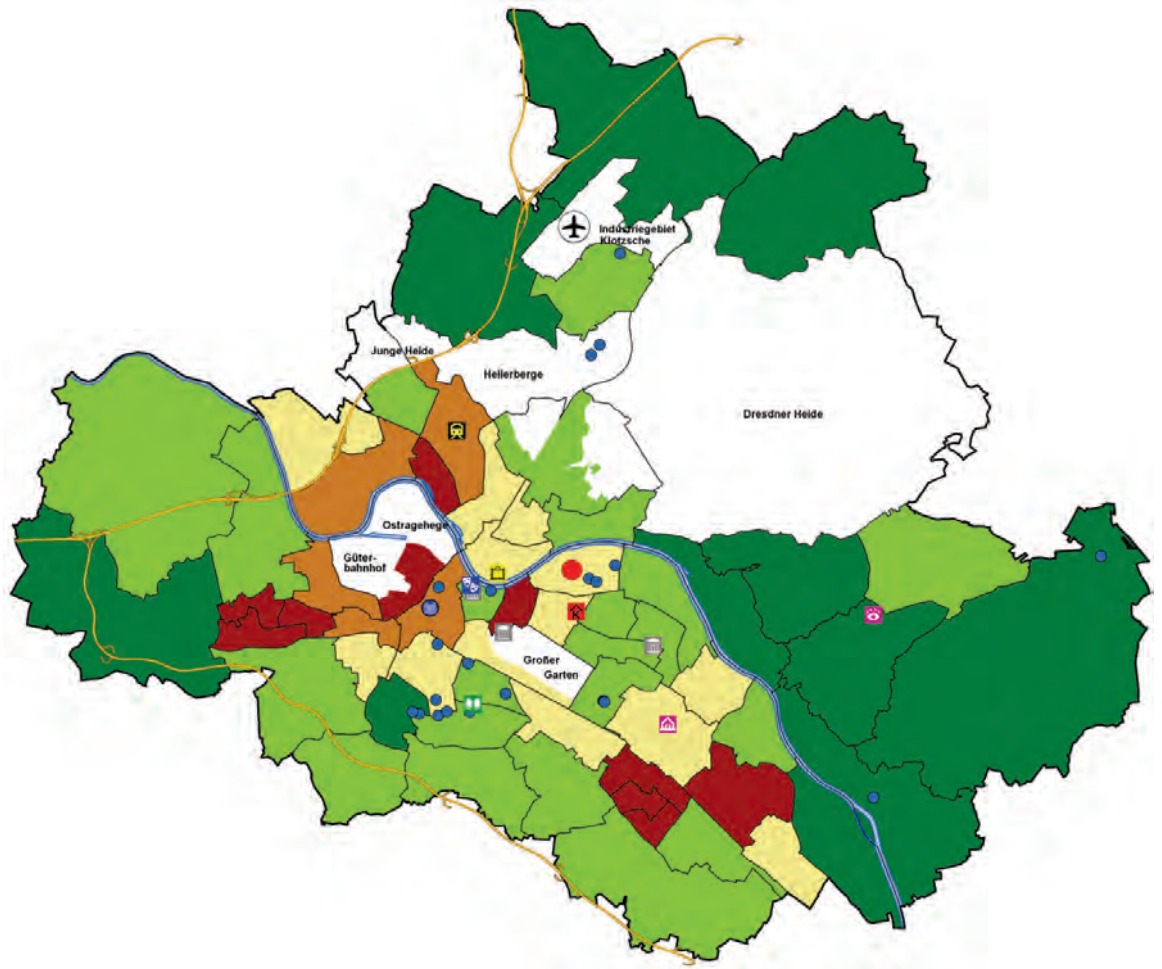 Industriegebiet
Klotzsche
Junge Heide
Hellerberge
Dresdner Heide
Ostragehege
Güter-
bahnhof
Großer
Garten